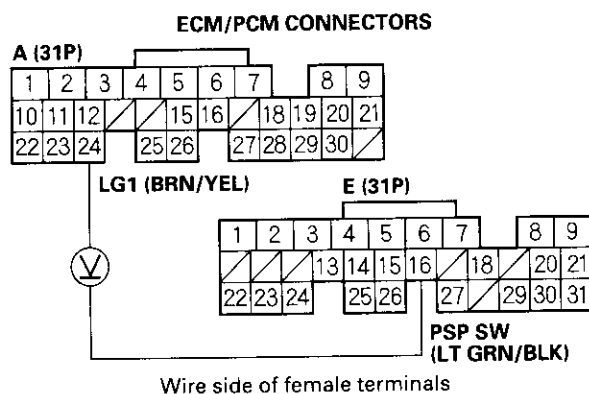 ECM/PCM CONNECTORS
A (31P)
1 2 3 4 5 6 7 8 9
10 11 12 15 16 18 19 20 21
22 23 24 25 26 27 28 29 30
LG1 (BRN/YEL)
E (31P)
1 2 3 4 5 6 7 8 9
13 14 15 16 18 20 21
22 23 24 25 26 27 29 30 31
V
PSP SW
(LT GRN/BLK)
Wire side of female terminals